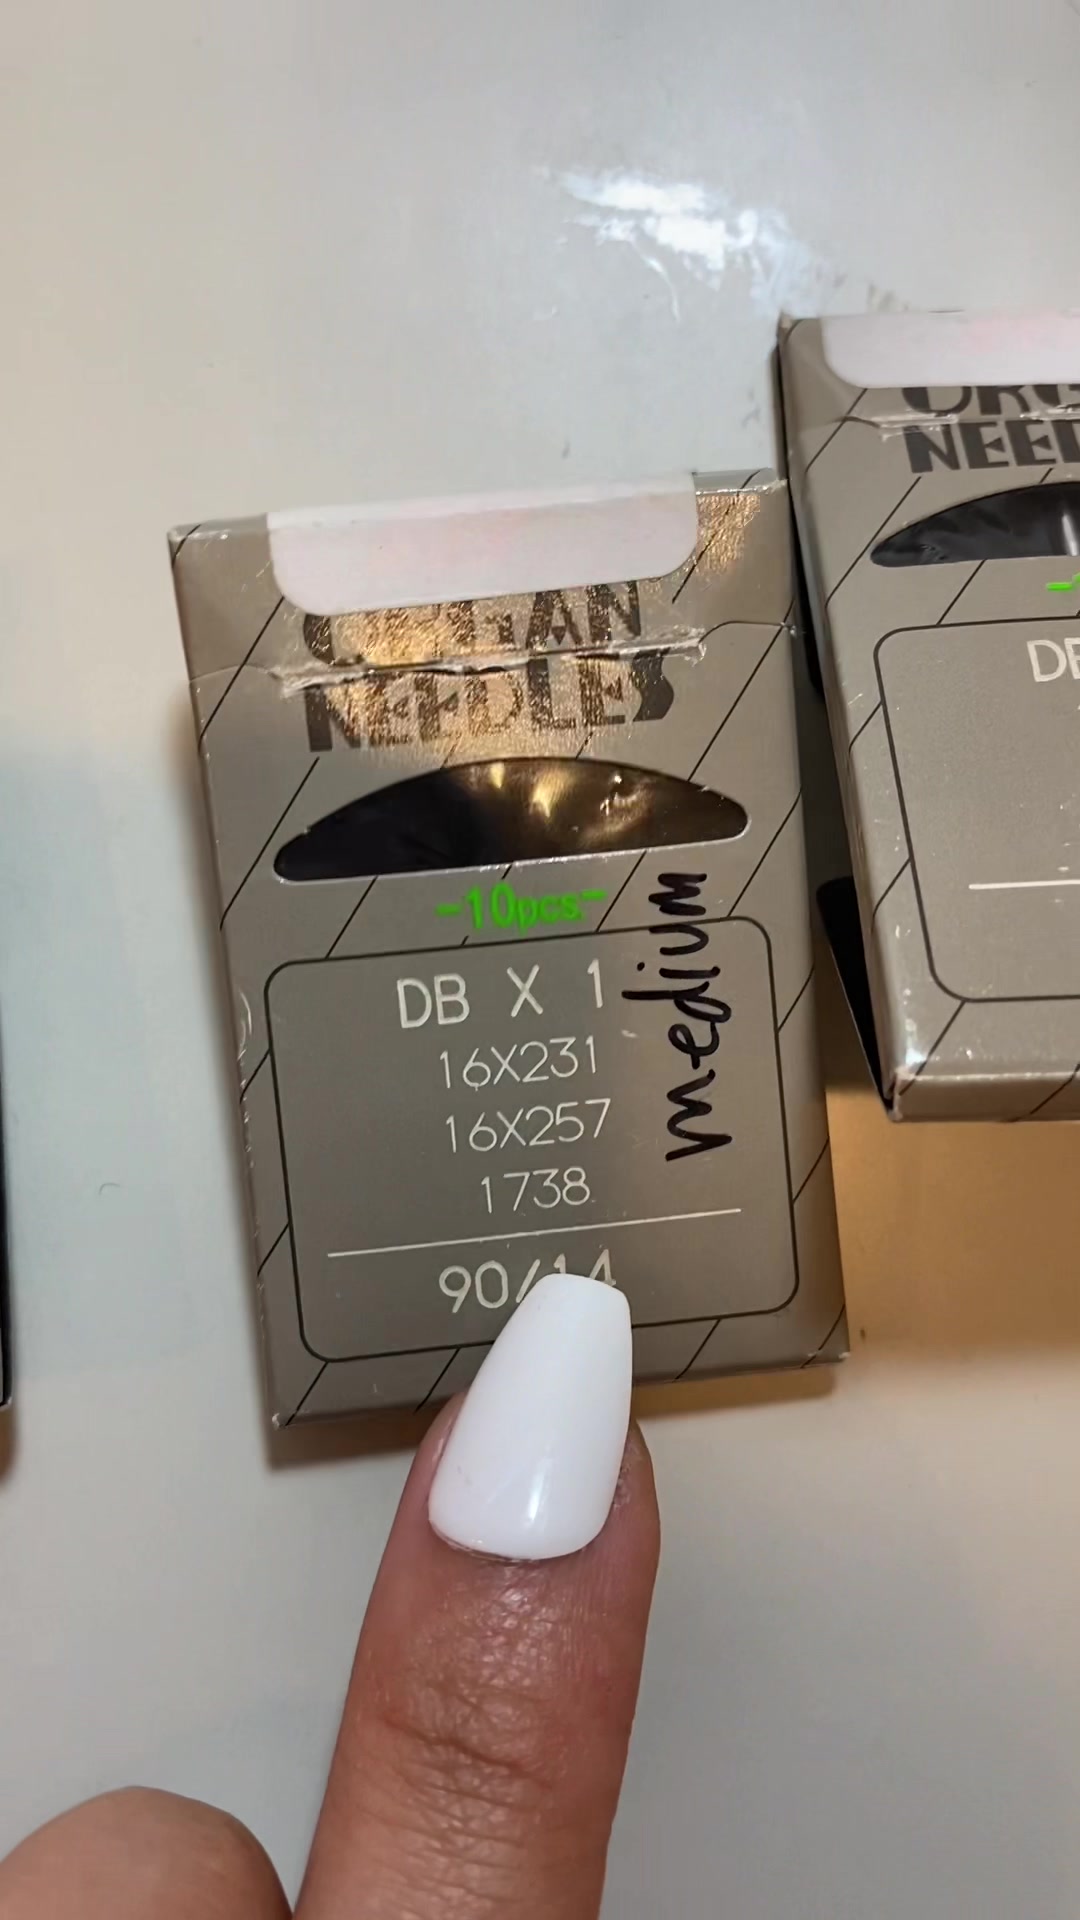 ORGAN
NEEDLES
-10pcs-
DB X 1
16X231
16X257
1738
90/14
medium